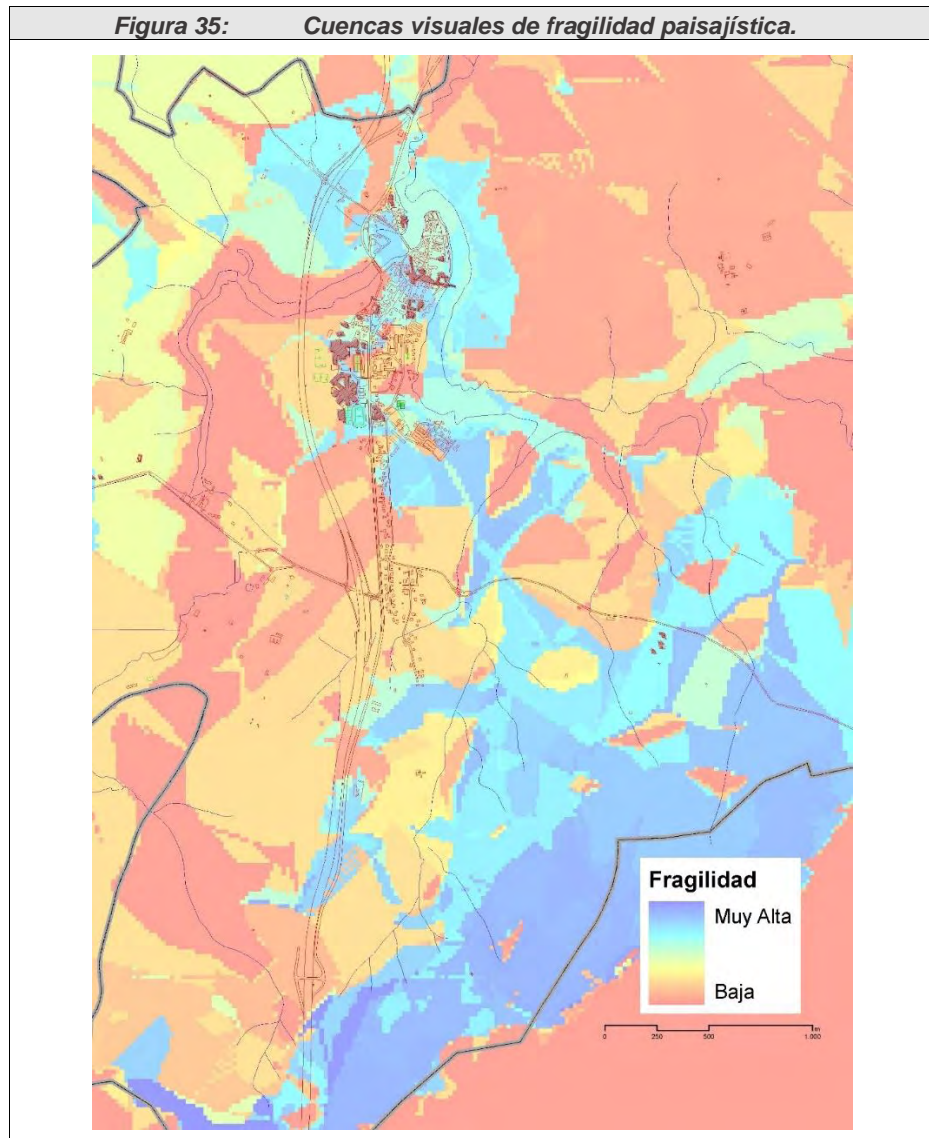 Figura 35: Cuencas visuales de fragilidad paisajística.
Fragilidad
Muy Alta
Baja
0 250 500 1.000 m